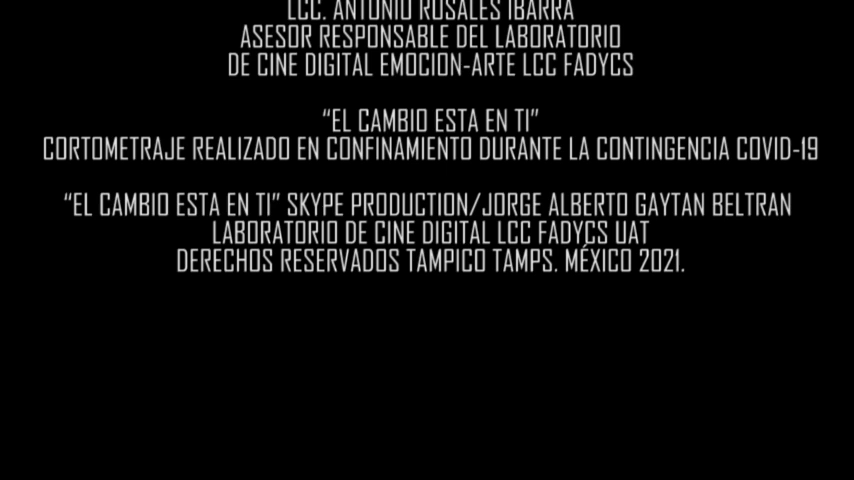 LCC. ANTONIO ROSALES IBARRA
ASESOR RESPONSABLE DEL LABORATORIO
DE CINE DIGITAL EMOCION-ARTE LCC FADYCS
“EL CAMBIO ESTA EN TI”
CORTOMETRAJE REALIZADO EN CONFINAMIENTO DURANTE LA CONTINGENCIA COVID-19
“EL CAMBIO ESTA EN TI” SKYPE PRODUCTION/JORGE ALBERTO GAYTAN BELTRAN
LABORATORIO DE CINE DIGITAL LCC FADYCS UAT
DERECHOS RESERVADOS TAMPICO TAMPS. MÉXICO 2021.